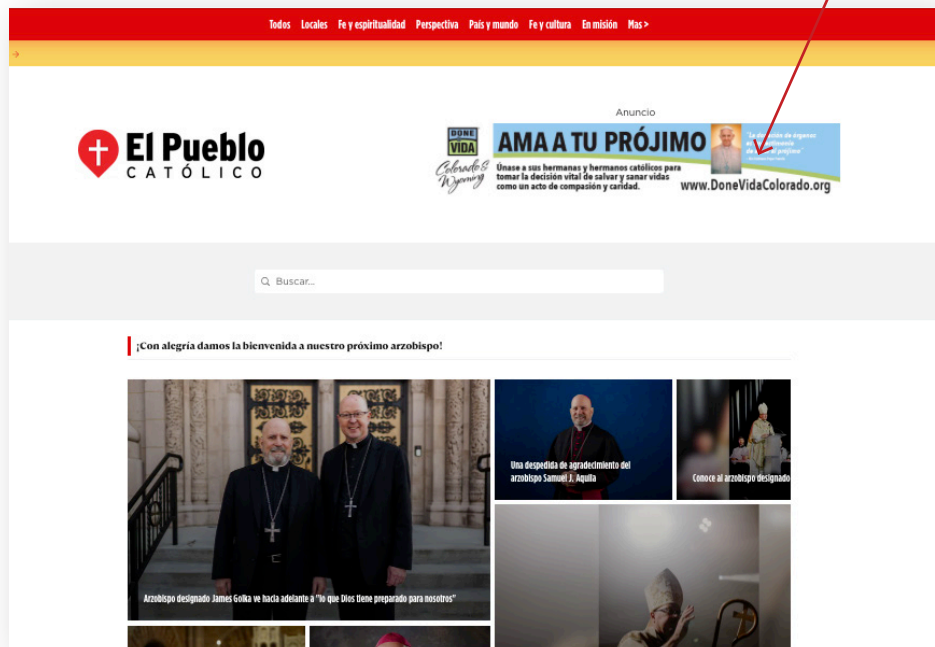 Todos Locales Fe y espiritualidad Perspectiva País y mundo Fe y cultura En misión Mas >
→
El Pueblo
CATÓLICO
Anuncio
DONE
VIDA
Colorado &
Wyoming
AMA A TU PRÓJIMO
Únase a sus hermanas y hermanos católicos para
tomar la decisión vital de salvar y sanar vidas
como un acto de compasión y caridad.
"La donación de órganos
www.DoneVidaColorado.org
Buscar...
¡Con alegría damos la bienvenida a nuestro próximo arzobispo!
Arzobispo designado James Golka ve hacia adelante a "lo que Dios tiene preparado para nosotros"
Una despedida de agradecimiento del
arzobispo Samuel J. Aquila
Conoce al arzobispo designado